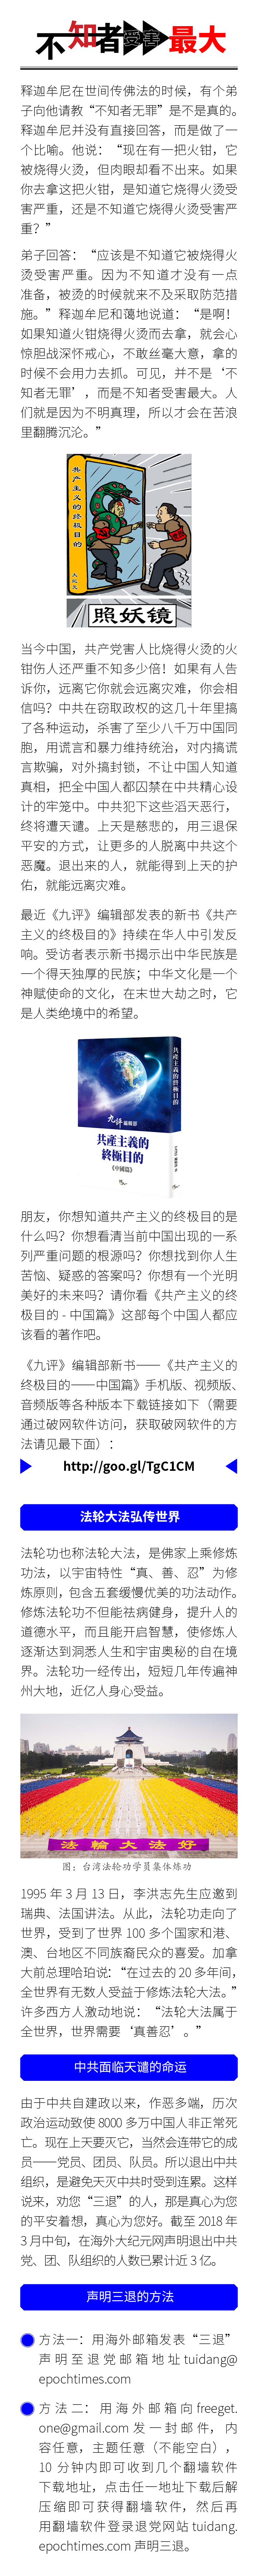 不知者受害最大
释迦牟尼在世间传佛法的时候，有个弟
子向他请教“不知者无罪”是不是真的。
释迦牟尼并没有直接回答，而是做了一
个比喻。他说：“现在有一把火钳，它
被烧得火烫，但肉眼却看不出来。如果
你去拿这把火钳，是知道它烧得火烫受
害严重，还是不知道它烧得火烫受害严
重？”
弟子回答：“应该是不知道它被烧得火
烫受害严重。因为不知道才没有一点
准备，被烫的时候就来不及采取防范措
施。”释迦牟尼和蔼地说道：“是啊！
如果知道火钳烧得火烫而去拿，就会心
惊胆战深怀戒心，不敢丝毫大意，拿的
时候不会用力去抓。可见，并不是‘不
知者无罪’，而是不知者受害最大。人
们就是因为不明真理，所以才会在苦浪
里翻腾沉沦。”
共产主义的终极目的
照妖镜
当今中国，共产党害人比烧得火烫的火
钳伤人还严重不知多少倍！如果有人告
诉你，远离它你就会远离灾难，你会相
信吗？中共在窃取政权的这几十年里搞
了各种运动，杀害了至少八千万中国同
胞，用谎言和暴力维持统治，对内搞谎
言欺骗，对外搞封锁，不让中国人知道
真相，把全中国人都囚禁在中共精心设
计的牢笼中。中共犯下这些滔天恶行，
终将遭天谴。上天是慈悲的，用三退保
平安的方式，让更多的人脱离中共这个
恶魔。退出来的人，就能得到上天的护
佑，就能远离灾难。
最近《九评》编辑部发表的新书《共产
主义的终极目的》持续在华人中引发反
响。受访者表示新书揭示出中华民族是
一个得天独厚的民族；中华文化是一个
神赋使命的文化，在末世大劫之时，它
是人类绝境中的希望。
共產主義的終極目的
九评編輯部
共產主義的
終極目的
《中國篇》
朋友，你想知道共产主义的终极目的是
什么吗？你想看清当前中国出现的一系
列严重问题的根源吗？你想找到你人生
苦恼、疑惑的答案吗？你想有一个光明
美好的未来吗？请你看《共产主义的终
极目的 - 中国篇》这部每个中国人都应
该看的著作吧。
《九评》编辑部新书——《共产主义的
终极目的——中国篇》手机版、视频版、
音频版等各种版本下载链接如下（需要
通过破网软件访问，获取破网软件的方
法请见最下面）：
http://goo.gl/TgC1CM
法轮大法弘传世界
法轮功也称法轮大法，是佛家上乘修炼
功法，以宇宙特性“真、善、忍”为修
炼原则，包含五套缓慢优美的功法动作。
修炼法轮功不但能祛病健身，提升人的
道德水平，而且能开启智慧，使修炼人
逐渐达到洞悉人生和宇宙奥秘的自在境
界。法轮功一经传出，短短几年传遍神
州大地，近亿人身心受益。
法輪大法好
图：台湾法轮功学员集体炼功
1995 年 3 月 13 日，李洪志先生应邀到
瑞典、法国讲法。从此，法轮功走向了
世界，受到了世界 100 多个国家和港、
澳、台地区不同族裔民众的喜爱。加拿
大前总理哈珀说：“在过去的 20 多年间，
全世界有无数人受益于修炼法轮大法。”
许多西方人激动地说：“法轮大法属于
全世界，世界需要‘真善忍’。”
中共面临天谴的命运
由于中共自建政以来，作恶多端，历次
政治运动致使 8000 多万中国人非正常死
亡。现在上天要灭它，当然会连带它的成
员——党员、团员、队员。所以退出中共
组织，是避免天灭中共时受到连累。这样
说来，劝您“三退”的人，那是真心为您
的平安着想，真心为您好。截至 2018 年
3 月中旬，在海外大纪元网声明退出中共
党、团、队组织的人数已累计近 3 亿。
声明三退的方法
方法一：用海外邮箱发表“三退”
声明至退党邮箱地址tuidang@
epochtimes.com
方法二：用海外邮箱向freeget.
one@gmail.com 发一封邮件，内
容任意，主题任意（不能空白），
10 分钟内即可收到几个翻墙软件
下载地址，点击任一地址下载后解
压缩即可获得翻墙软件，然后再
用翻墙软件登录退党网站tuidang.
epochtimes.com 声明三退。